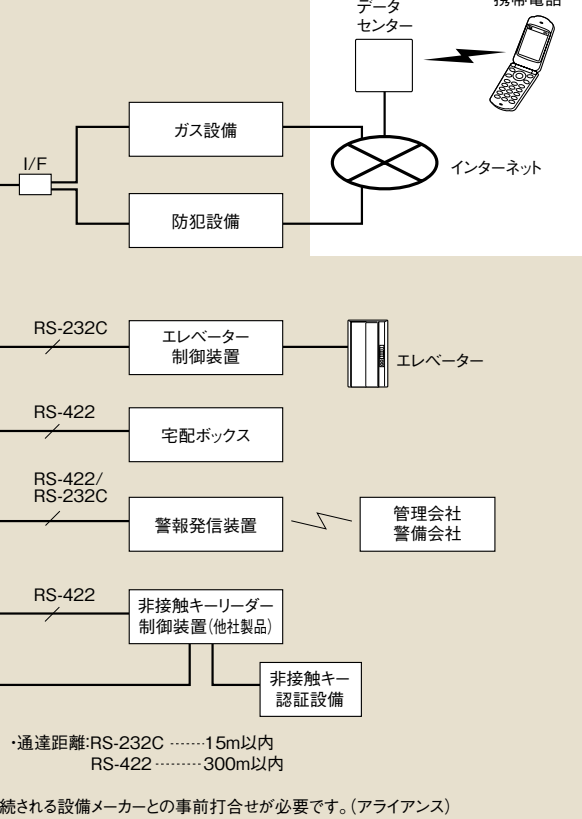 データ
センター
携帯電話
ガス設備
I/F
インターネット
防犯設備
RS-232C
エレベーター
制御装置
エレベーター
RS-422
宅配ボックス
RS-422/
RS-232C
警報発信装置
管理会社
警備会社
RS-422
非接触キーリーダー
制御装置(他社製品)
非接触キー
認証設備
・通達距離:RS-232C ……15m以内
RS-422………300m以内
続される設備メーカーとの事前打合せが必要です。(アライアンス)